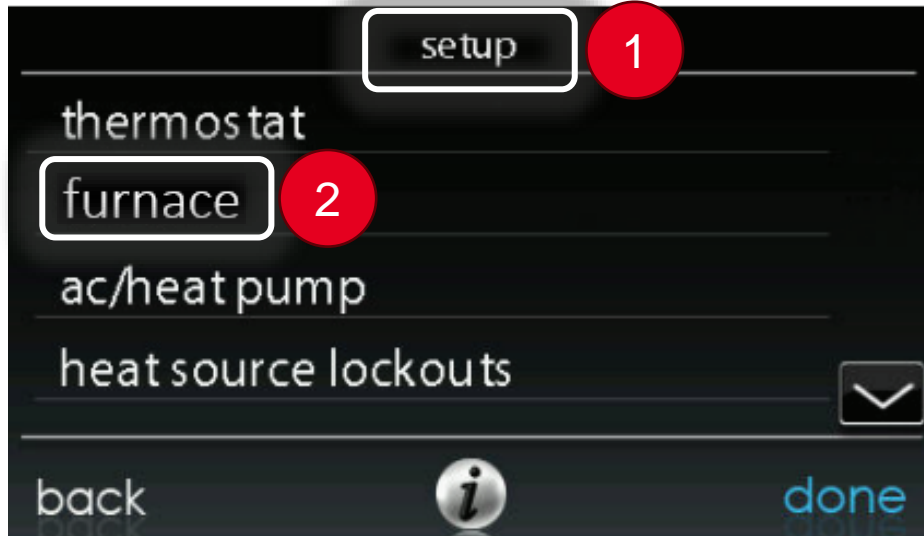 setup 1
thermostat
furnace 2
ac/heat pump
heat source lockouts
back i done